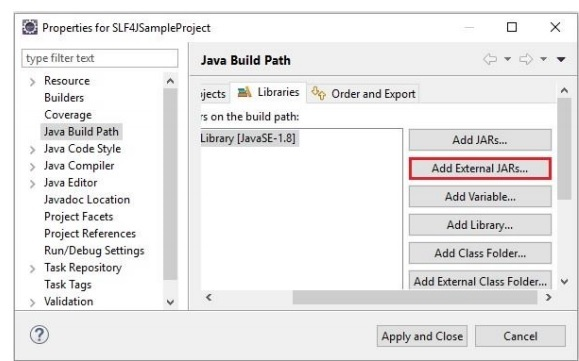 Properties for SLF4JSampleProject
type filter text
Java Build Path
Resource
Builders
Coverage
Java Build Path
Java Code Style
Java Compiler
Java Editor
Javadoc Location
Project Facets
Project References
Run/Debug Settings
Task Repository
Task Tags
Validation
ojects Libraries Order and Export
rs on the build path:
Library [JavaSE-1.8]
Add JARs...
Add External JARs...
Add Variable...
Add Library...
Add Class Folder...
Add External Class Folder...
Apply and Close Cancel